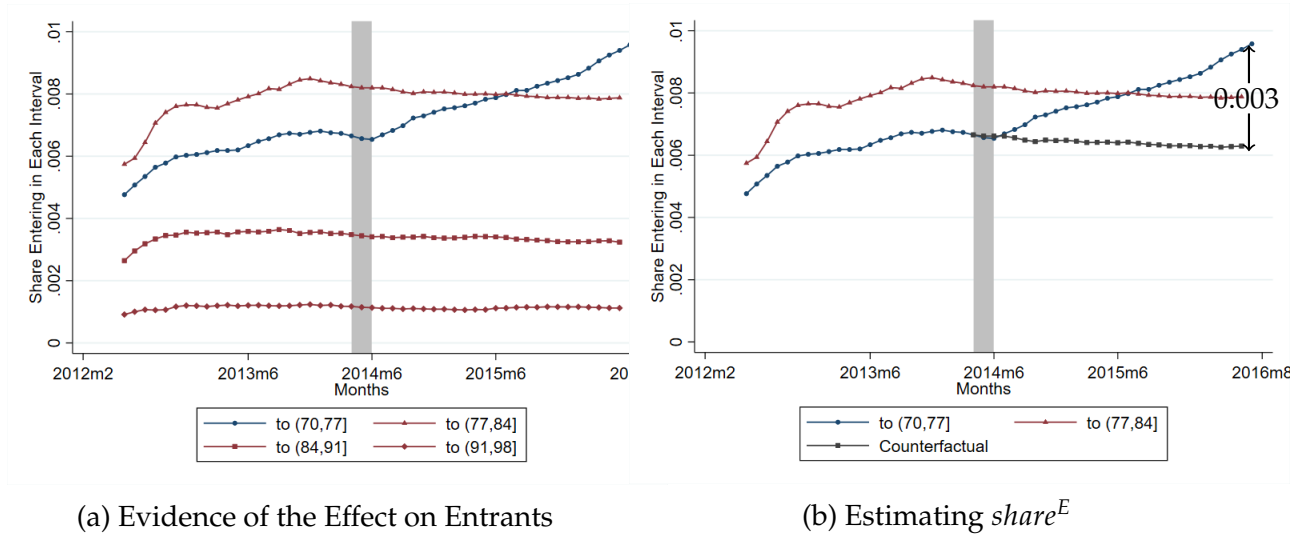 Share Entering in Each Interval
.01
.008
.006
.004
.002
0
2012m2
2013m6
2014m6
2015m6
20
Months
to (70,77]
to (77,84]
to (84,91]
to (91,98]
(a) Evidence of the Effect on Entrants
Share Entering in Each Interval
.01
.008
.006
.004
.002
0
0.003
2012m2
2013m6
2014m6
2015m6
2016m8
Months
to (70,77]
to (77,84]
Counterfactual
(b) Estimating share^E